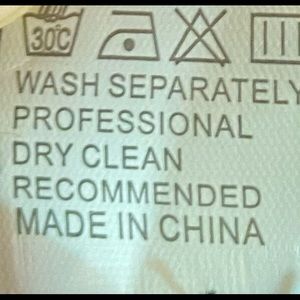 30°C
WASH SEPARATELY
PROFESSIONAL
DRY CLEAN
RECOMMENDED
MADE IN CHINA